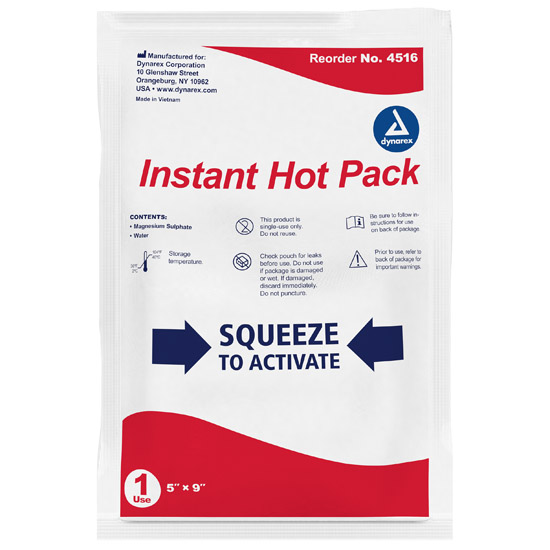 Manufactured for:
Dynarex Corporation
10 Glenshaw Street
Orangeburg, NY 10962
USA • www.dynarex.com
Made in Vietnam
Reorder No. 4516
dynarex
Instant Hot Pack
CONTENTS:
• Magnesium Sulphate
• Water
Storage
temperature.
This product is
single-use only.
Do not reuse.
Check pouch for leaks
before use. Do not use
if package is damaged
or wet. If damaged,
discard immediately.
Do not puncture.
Be sure to follow in-
structions for use
on back of package.
Prior to use, refer to
back of package for
important warnings.
SQUEEZE
TO ACTIVATE
1
Use
5" x 9"